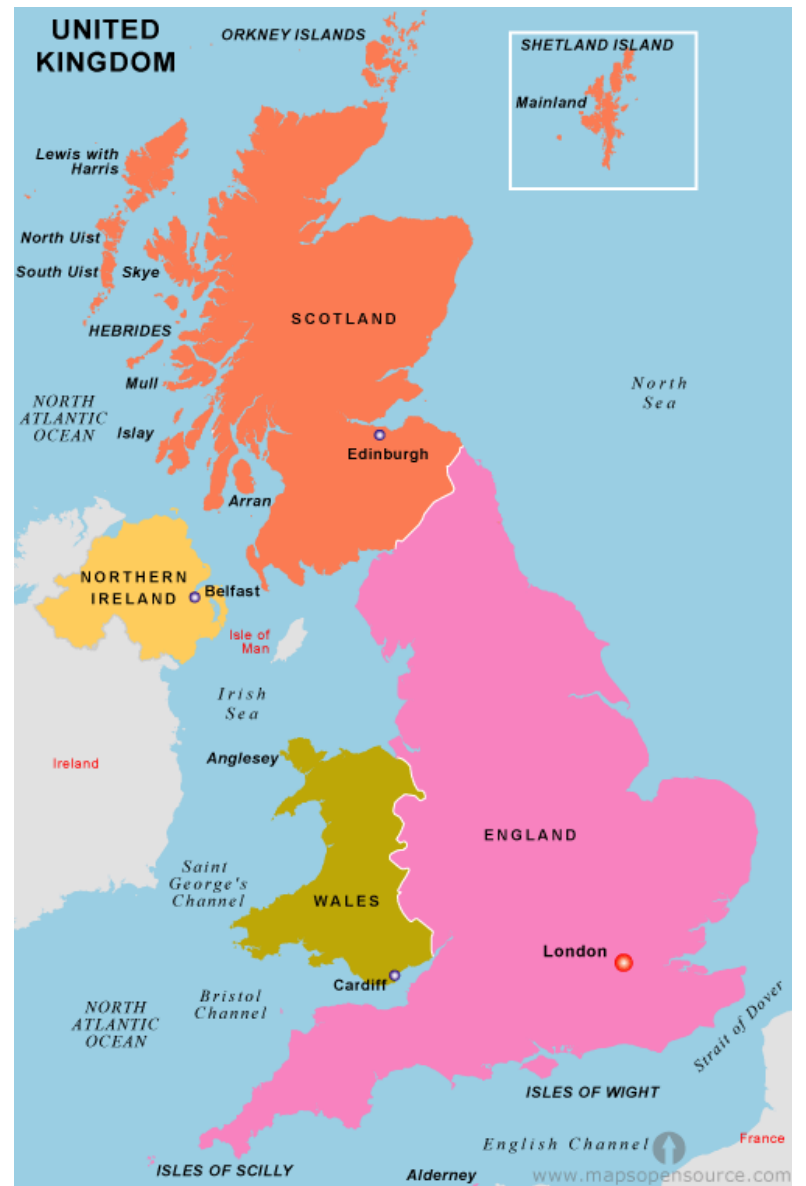 UNITED
KINGDOM
ORKNEY ISLANDS
SHETLAND ISLAND
Mainland
Lewis with
Harris
North Uist
South Uist
Skye
HEBRIDES
SCOTLAND
Mull
North
Sea
NORTH
ATLANTIC
OCEAN
Islay
Edinburgh
Arran
NORTHERN
IRELAND
Belfast
Isle of
Man
Irish
Sea
Ireland
Anglesey
ENGLAND
Saint
George's
Channel
WALES
London
Cardiff
Bristol
Channel
NORTH
ATLANTIC
OCEAN
Strait of Dover
ISLES OF WIGHT
English Channel
France
ISLES OF SCILLY
Alderney
www.mapsopensource.com